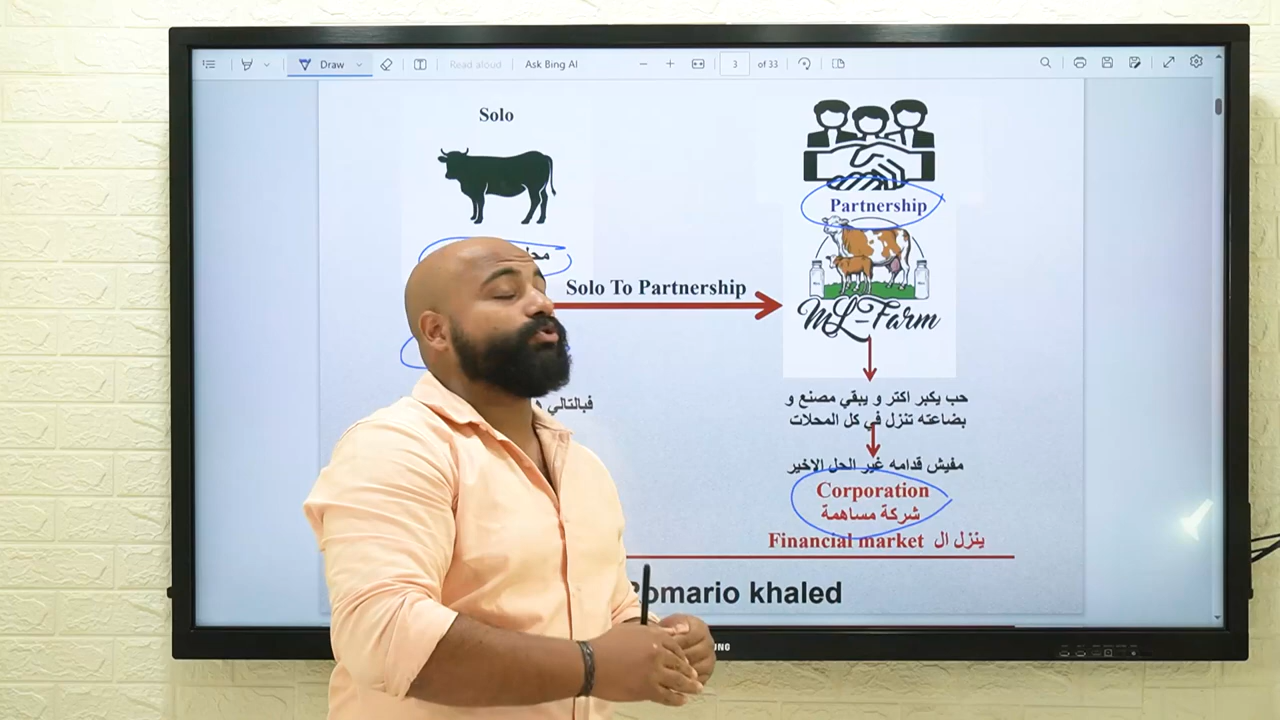 Draw
Read aloud
Ask Bing AI
3 of 33
Solo
Partnership
Solo To Partnership
ML-Farm
حب يكبر اكتر و يبقي مصنع و
بضاعته تنزل في كل المحلات
فبالتالي
مفيش قدامه غير الحل الاخير
Corporation
شركة مساهمة
ينزل ال Financial market
Romario khaled